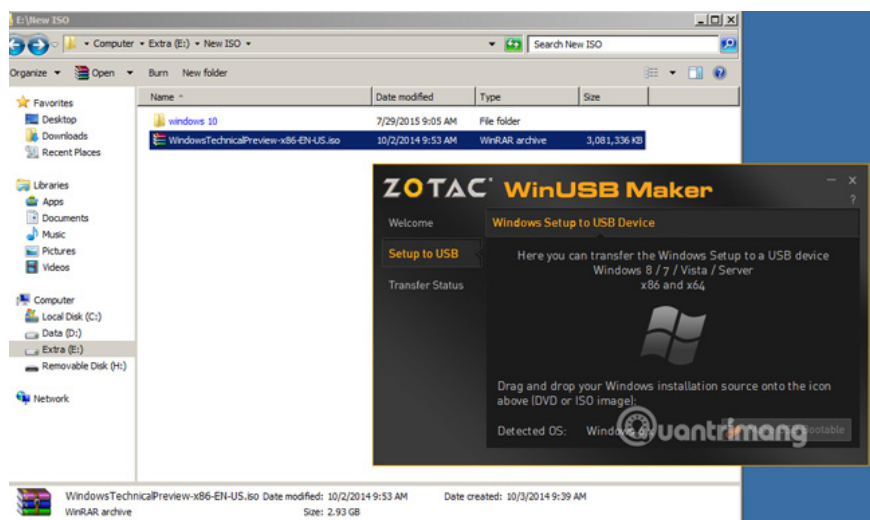 E:\New ISO
Computer Extra (E:) New ISO
Search New ISO
Organize Open Burn New folder
Name Date modified Type Size
Favorites
Desktop
Downloads
Recent Places
Libraries
Apps
Documents
Music
Pictures
Videos
Computer
Local Disk (C:)
Data (D:)
Extra (E:)
Removable Disk (H:)
Network
windows 10 7/29/2015 9:05 AM File folder
WindowsTechnicalPreview-x86-EN-US.iso 10/2/2014 9:53 AM WinRAR archive 3,081,336 KB
ZOTAC WinUSB Maker
?
Welcome
Setup to USB
Transfer Status
Windows Setup to USB Device
Here you can transfer the Windows Setup to a USB device
Windows 8 / 7 / Vista / Server
x86 and x64
Drag and drop your Windows installation source onto the icon
above (DVD or ISO image):
Detected OS:
Bootable
Quantrimang
WindowsTechnicalPreview-x86-EN-US.iso Date modified: 10/2/2014 9:53 AM Date created: 10/3/2014 9:39 AM
WinRAR archive Size: 2.93 GB